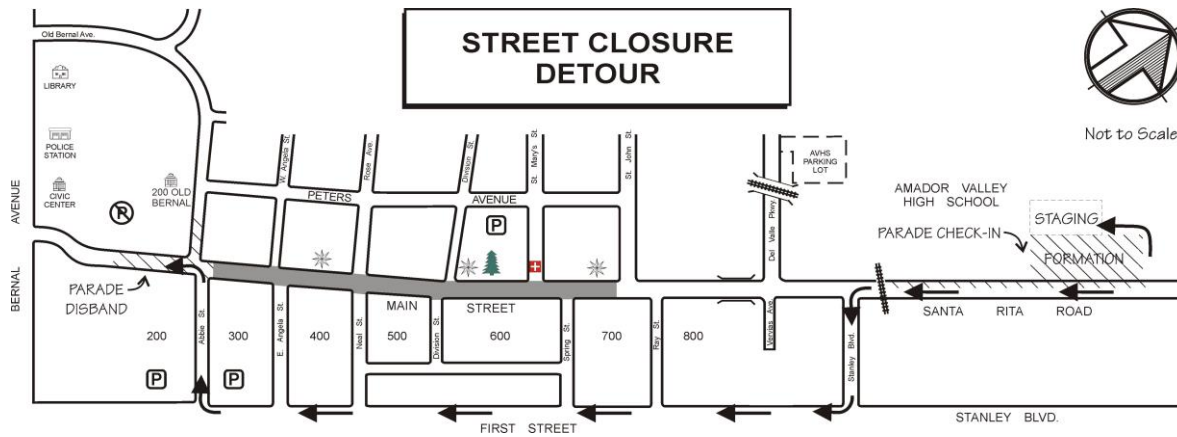 STREET CLOSURE
DETOUR
Old Bernal Ave.
LIBRARY
POLICE
STATION
CIVIC
CENTER
200 OLD
BERNAL
BERNAL AVENUE
P
W. Angela St.
Rose Ave.
Division St.
St. Mary's St.
St. John St.
PETERS AVENUE
P
Del Valle Pkwy.
AVHS
PARKING
LOT
Not to Scale
AMADOR VALLEY
HIGH SCHOOL
STAGING
PARADE CHECK-IN
FORMATION
PARADE
DISBAND
MAIN STREET
SANTA RITA ROAD
200
Abbie St.
300
E. Angela St.
400
Neal St.
500
Division St.
600
Spring St.
700
Ray St.
800
Vervias Ave.
Stanley Blvd.
P
P
FIRST STREET
STANLEY BLVD.